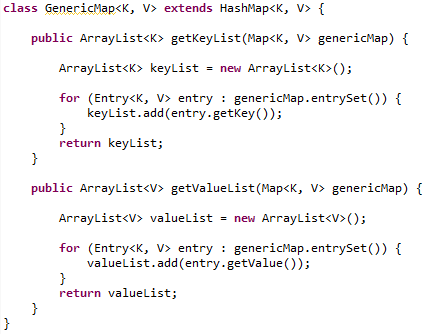 class GenericMap<K, V> extends HashMap<K, V> {
public ArrayList<K> getKeyList(Map<K, V> genericMap) {
ArrayList<K> keyList = new ArrayList<K>();
for (Entry<K, V> entry : genericMap.entrySet()) {
keyList.add(entry.getKey());
}
return keyList;
}
public ArrayList<V> getValueList(Map<K, V> genericMap) {
ArrayList<V> valueList = new ArrayList<V>();
for (Entry<K, V> entry : genericMap.entrySet()) {
valueList.add(entry.getValue());
}
return valueList;
}
}